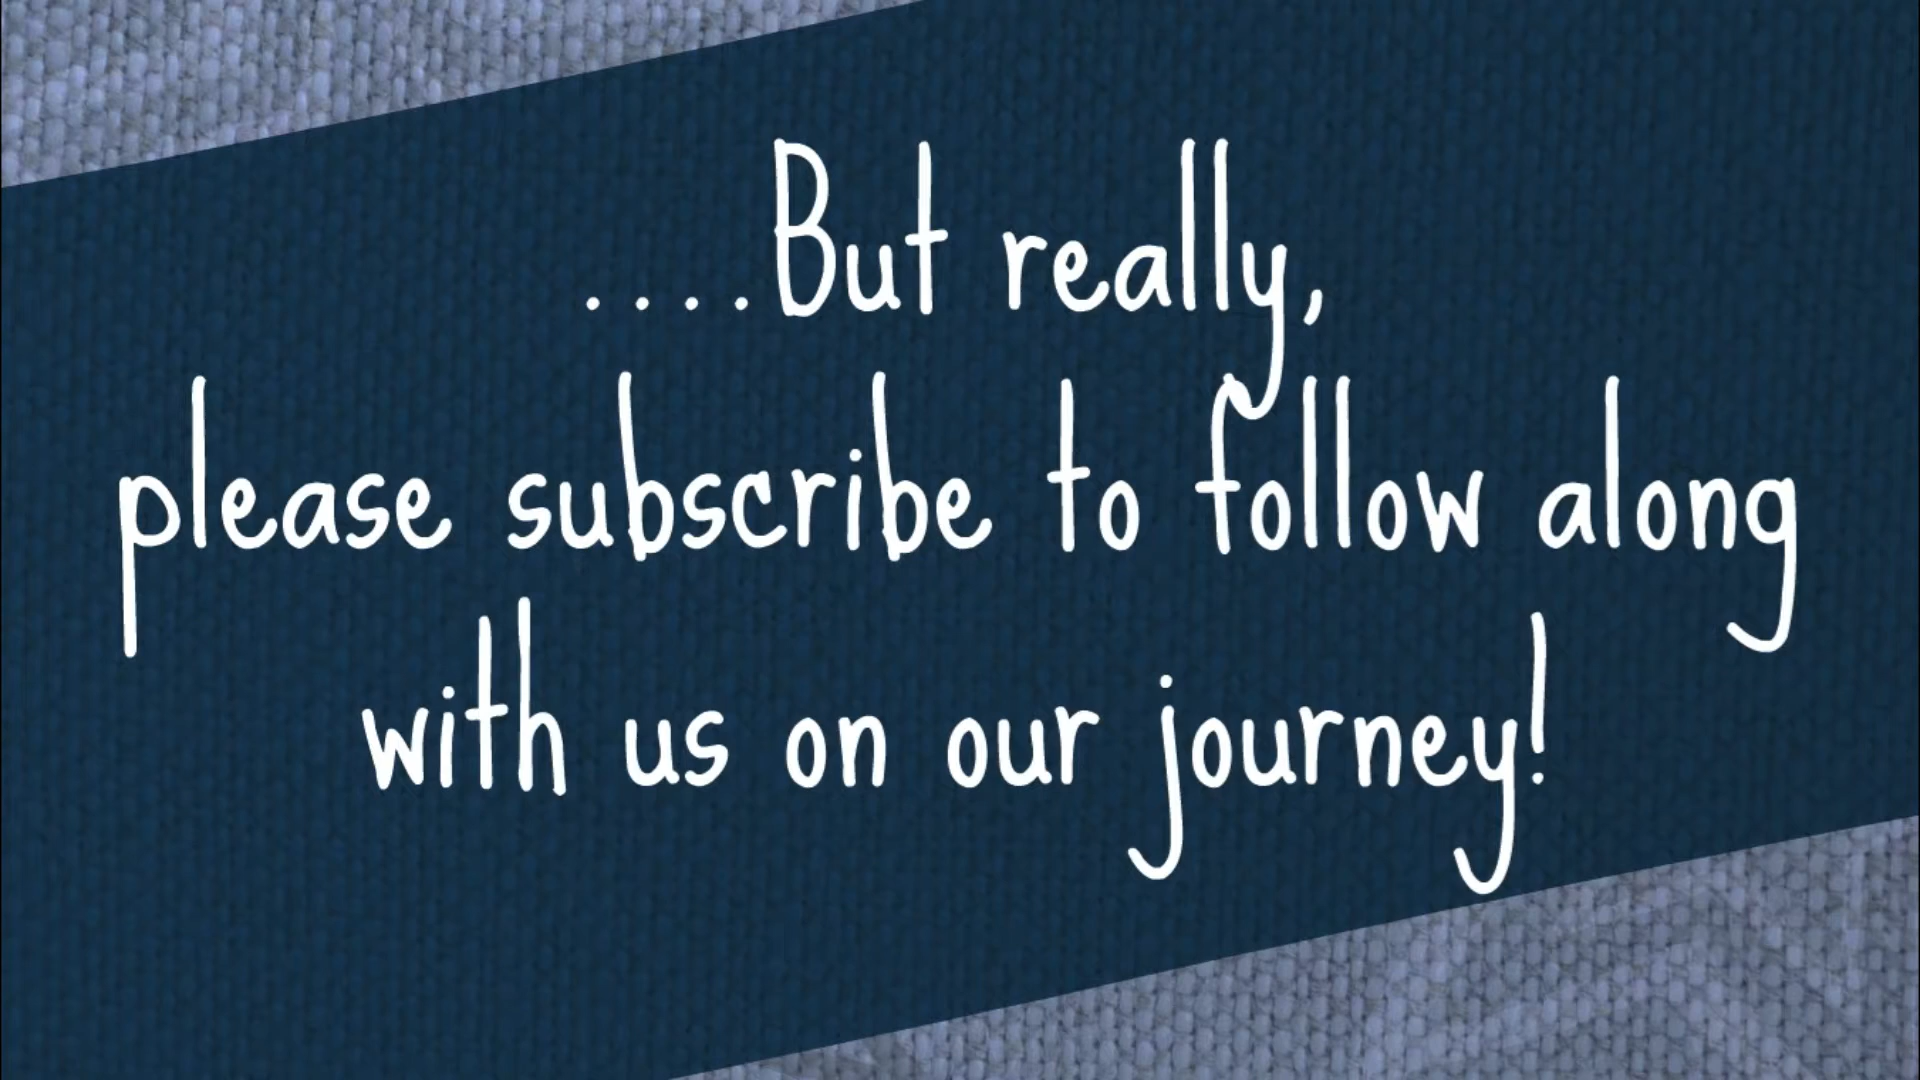 ....But really,
please subscribe to follow along
with us on our journey!